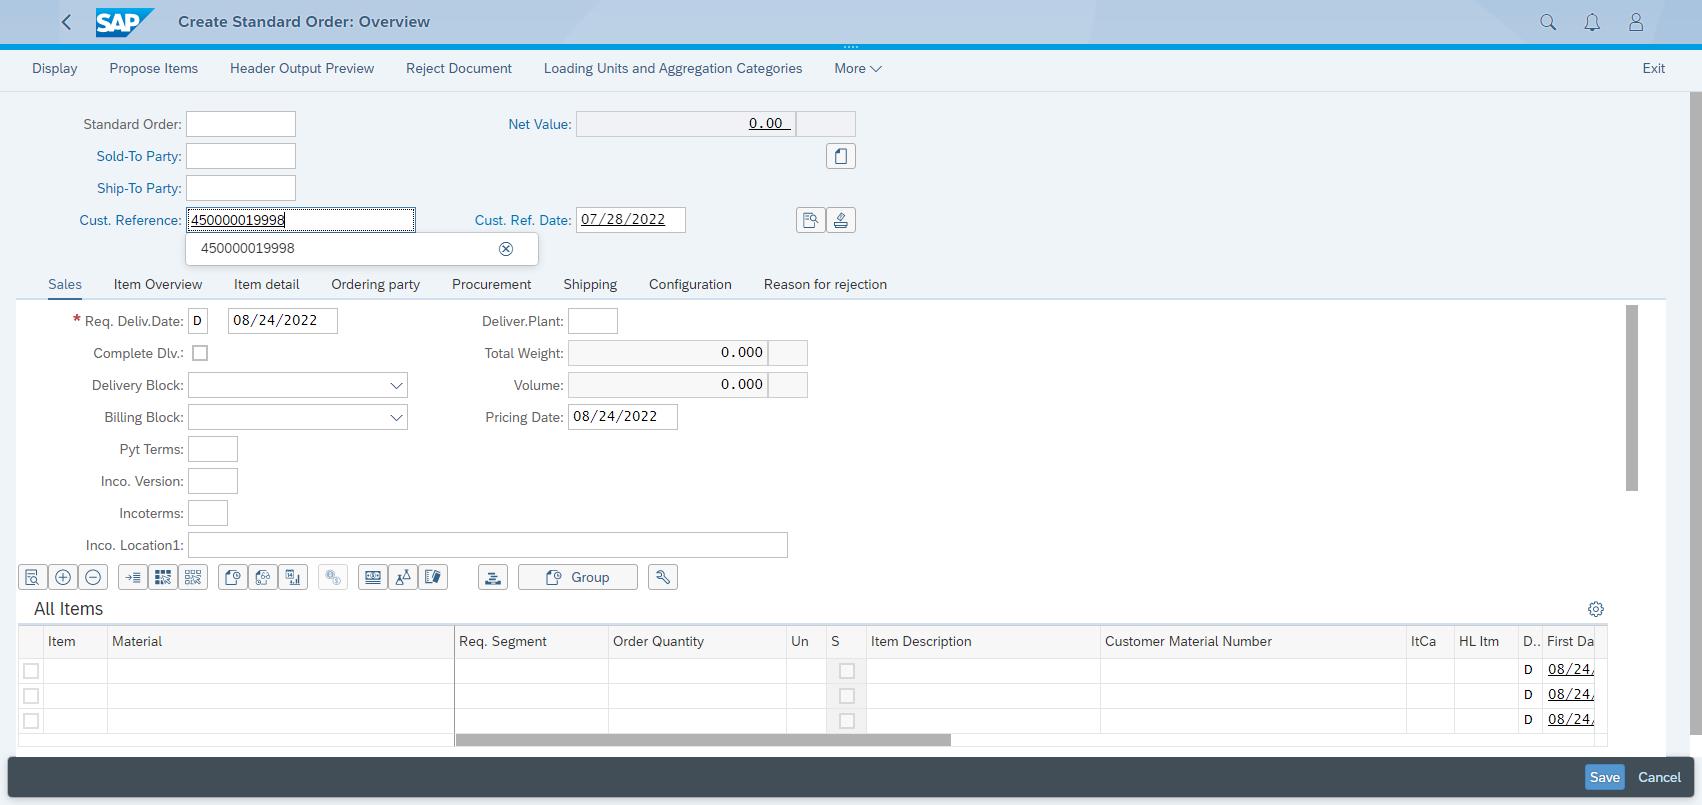 SAP Create Standard Order: Overview
Display Propose Items Header Output Preview Reject Document Loading Units and Aggregation Categories More Exit
Standard Order: Net Value: 0.00
Sold-To Party:
Ship-To Party:
Cust. Reference: 450000019998 Cust. Ref. Date: 07/28/2022
450000019998
Sales Item Overview Item detail Ordering party Procurement Shipping Configuration Reason for rejection
* Req. Deliv.Date: D 08/24/2022 Deliver.Plant:
Complete Dlv.: Total Weight: 0.000
Delivery Block: Volume: 0.000
Billing Block: Pricing Date: 08/24/2022
Pyt Terms:
Inco. Version:
Incoterms:
Inco. Location1:
Group
All Items
Item Material Req. Segment Order Quantity Un S Item Description Customer Material Number ItCa HL Itm D.. First Da
D 08/24/
D 08/24/
D 08/24/
Save Cancel